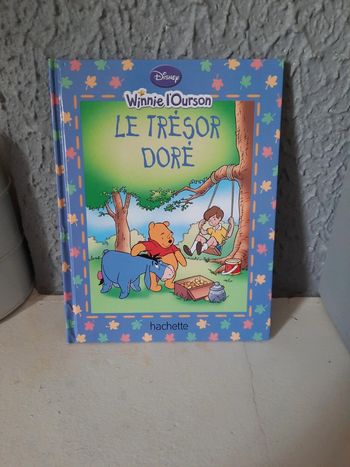 Disney
Winnie l'Ourson
LE TRÉSOR
DORÉ
hachette